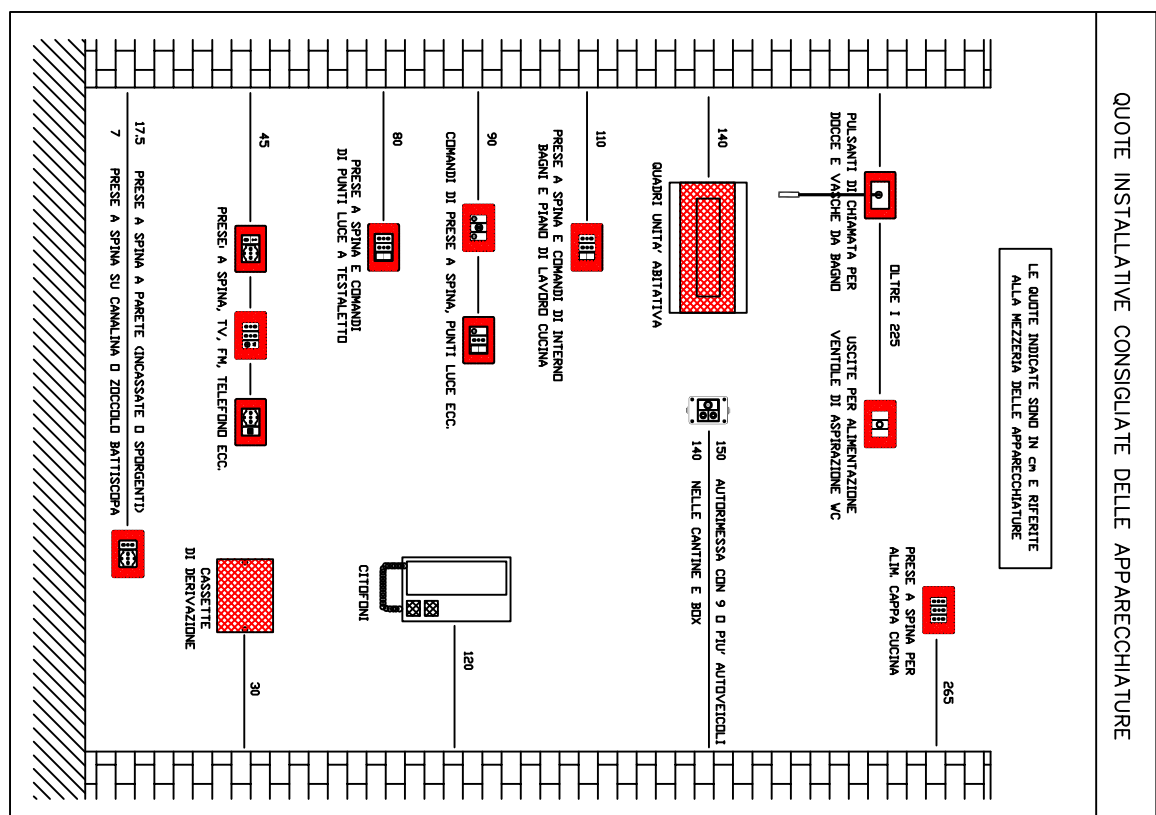 QUOTE INSTALLATIVE CONSIGLIATE DELLE APPARECCHIATURE
LE QUOTE INDICATE SONO IN cm E RIFERITE
ALLA MEZZERIA DELLE APPARECCHIATURE
265
PRESE A SPINA PER
ALIM. CAPPA CUCINA
OLTRE I 225
PULSANTI DI CHIAMATA PER
DOCCE E VASCHE DA BAGNO
USCITE PER ALIMENTAZIONE
VENTOLE DI ASPIRAZIONE WC
140
QUADRI UNITA' ABITATIVA
150 AUTORIMESSA CON 9 O PIU' AUTOVEICOLI
140 NELLE CANTINE E BOX
110
PRESE A SPINA E COMANDI DI INTERNO
BAGNI E PIANO DI LAVORO CUCINA
90
COMANDI DI PRESE A SPINA, PUNTI LUCE ECC.
120
CITOFONI
80
PRESE A SPINA E COMANDI
DI PUNTI LUCE A TESTALETTO
45
PRESE A SPINA, TV, FM, TELEFONO ECC.
30
CASSETTE
DI DERIVAZIONE
17.5 PRESE A SPINA A PARETE (INCASSATE O SPORGENTI)
7 PRESE A SPINA SU CANALINA O ZOCCOLO BATTISCOPA